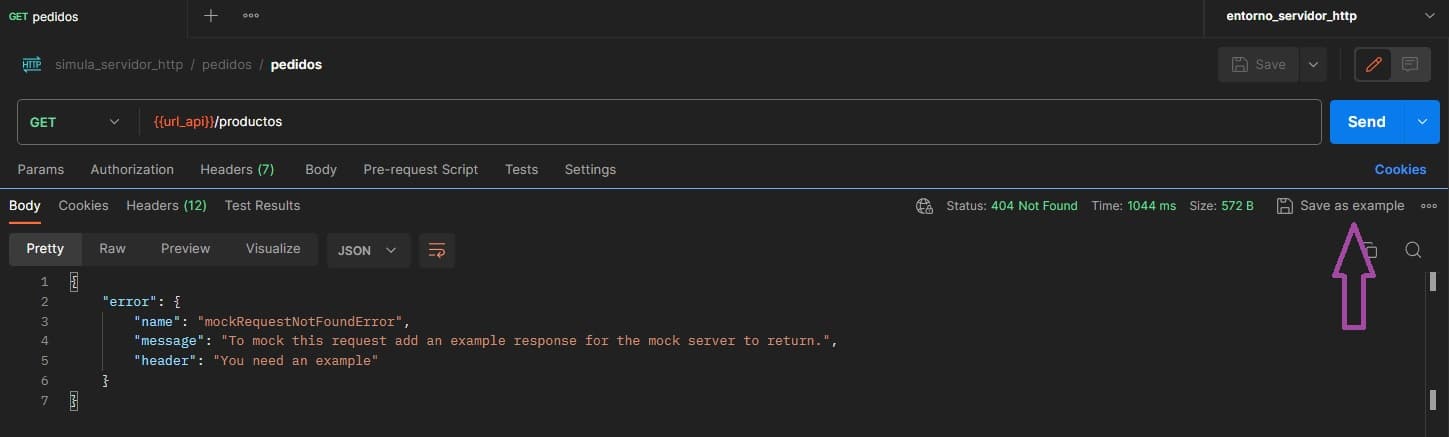 GET pedidos
entorno_servidor_http
HTTP simula_servidor_http / pedidos / pedidos
Save
GET {{url_api}}/productos
Send
Params Authorization Headers (7) Body Pre-request Script Tests Settings Cookies
Body Cookies Headers (12) Test Results Status: 404 Not Found Time: 1044 ms Size: 572 B Save as example
Pretty Raw Preview Visualize JSON
1 {
2 "error": {
3 "name": "mockRequestNotFoundError",
4 "message": "To mock this request add an example response for the mock server to return.",
5 "header": "You need an example"
6 }
7 }